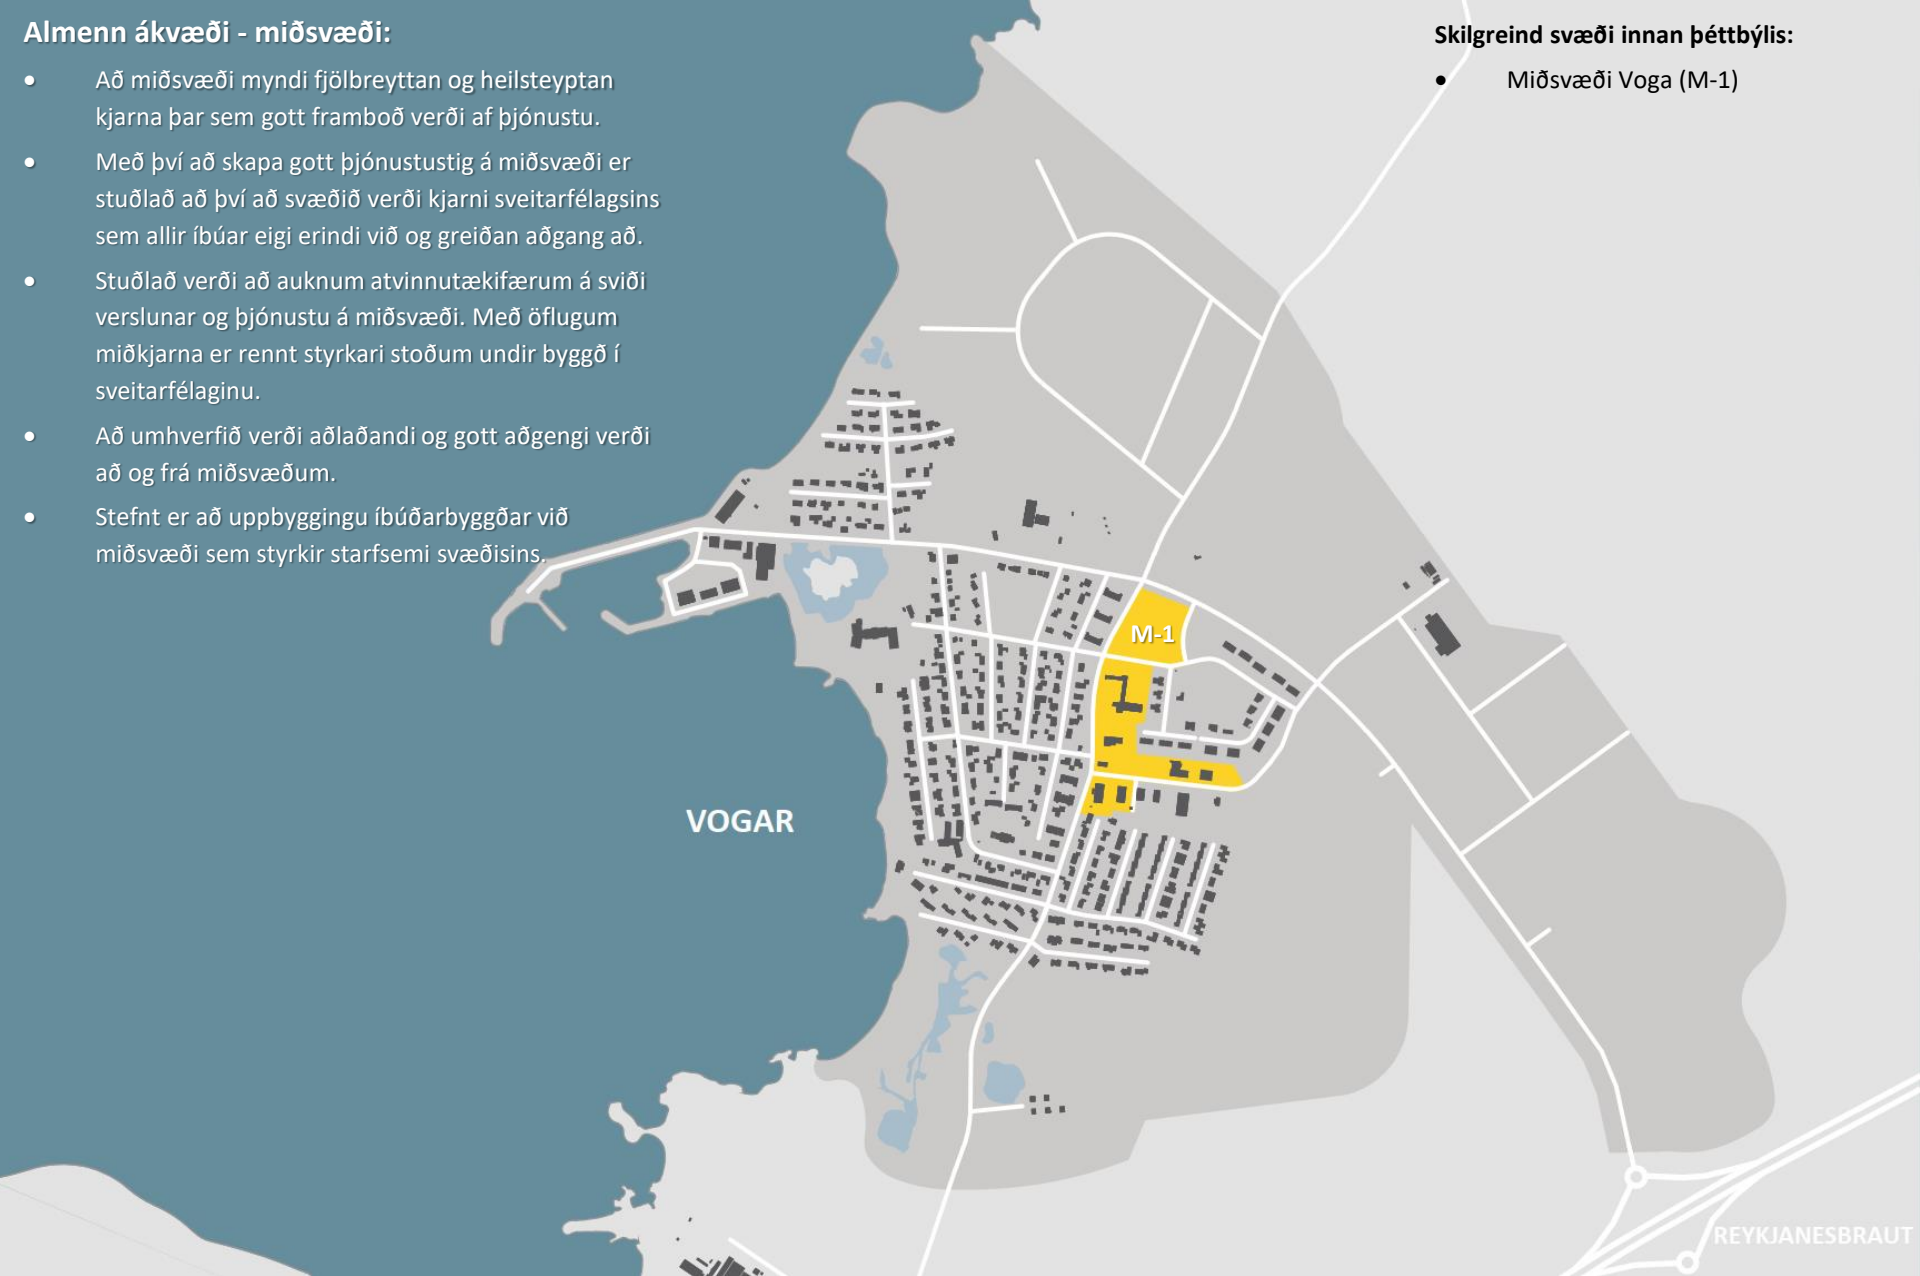 Almenn ákvæði - miðsvæði:
• Að miðsvæði myndi fjölbreyttan og heilsteyptan
kjarna þar sem gott framboð verði af þjónustu.
• Með því að skapa gott þjónustustig á miðsvæði er
stuðlað að því að svæðið verði kjarni sveitarfélagsins
sem allir íbúar eigi erindi við og greiðan aðgang að.
• Stuðlað verði að auknum atvinnutækifærum á sviði
verslunar og þjónustu á miðsvæði. Með öflugum
miðkjarna er rennt styrkari stoðum undir byggð í
sveitarfélaginu.
• Að umhverfið verði aðlaðandi og gott aðgengi verði
að og frá miðsvæðum.
• Stefnt er að uppbyggingu íbúðarbyggðar við
miðsvæði sem styrkir starfsemi svæðisins.
Skilgreind svæði innan þéttbýlis:
• Miðsvæði Voga (M-1)
M-1
VOGAR
REYKJANESBRAUT